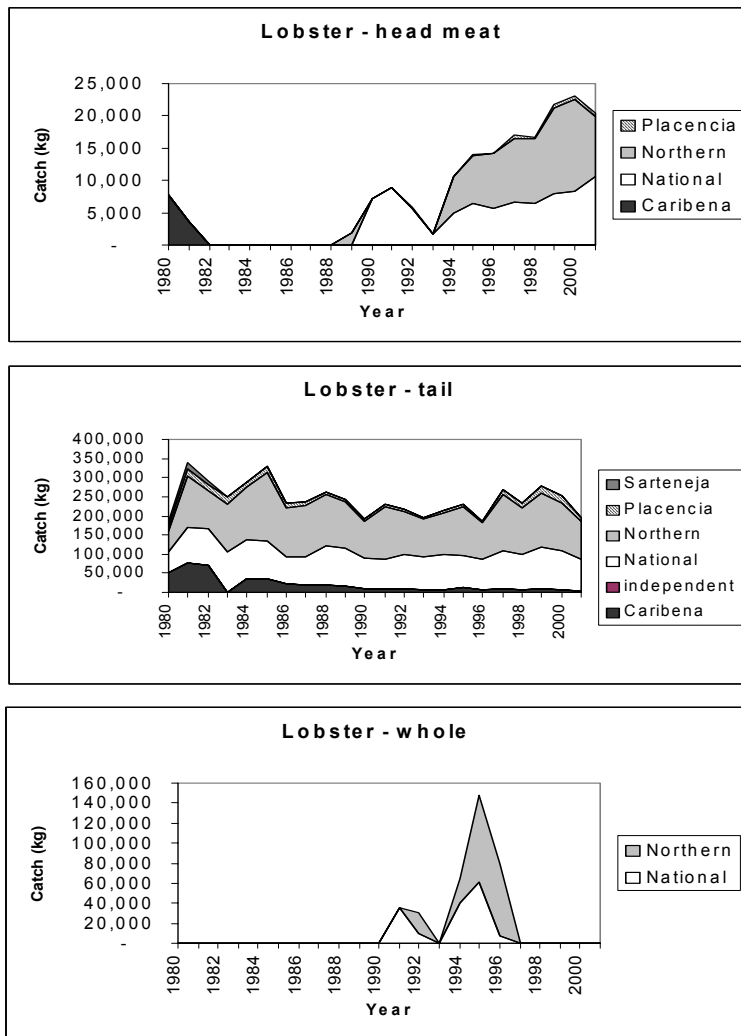 Lobster - head meat
25,000
20,000
15,000
10,000
5,000
-
Catch (kg)
1980
1982
1984
1986
1988
1990
1992
1994
1996
1998
2000
Year
Placencia
Northern
National
Caribena
Lobster - tail
400,000
350,000
300,000
250,000
200,000
150,000
100,000
50,000
-
Catch (kg)
1980
1982
1984
1986
1988
1990
1992
1994
1996
1998
2000
Year
Sarteneja
Placencia
Northern
National
independent
Caribena
Lobster - whole
160,000
140,000
120,000
100,000
80,000
60,000
40,000
20,000
-
Catch (kg)
1980
1982
1984
1986
1988
1990
1992
1994
1996
1998
2000
Year
Northern
National